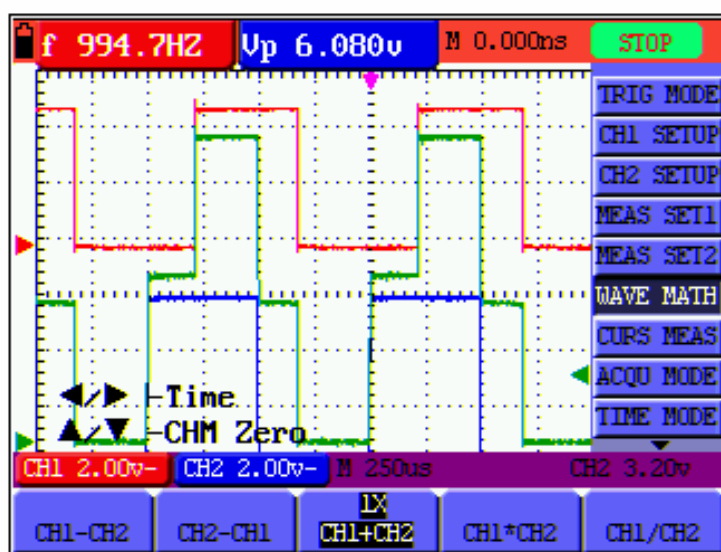 f 994.7HZ Vp 6.080v M 0.000ns STOP
TRIG MODE
CH1 SETUP
CH2 SETUP
MEAS SET1
MEAS SET2
WAVE MATH
CURS MEAS
ACQU MODE
TIME MODE
◀/▶ -Time
▲/▼ -CHM Zero
CH1 2.00v- CH2 2.00v- M 250us CH2 3.20v
1X
CH1-CH2 CH2-CH1 CH1+CH2 CH1*CH2 CH1/CH2